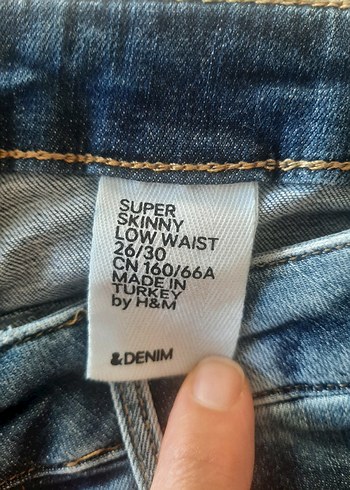 SUPER
SKINNY
LOW WAIST
26/30
CN 160/66A
MADE IN
TURKEY
by H&M
&DENIM